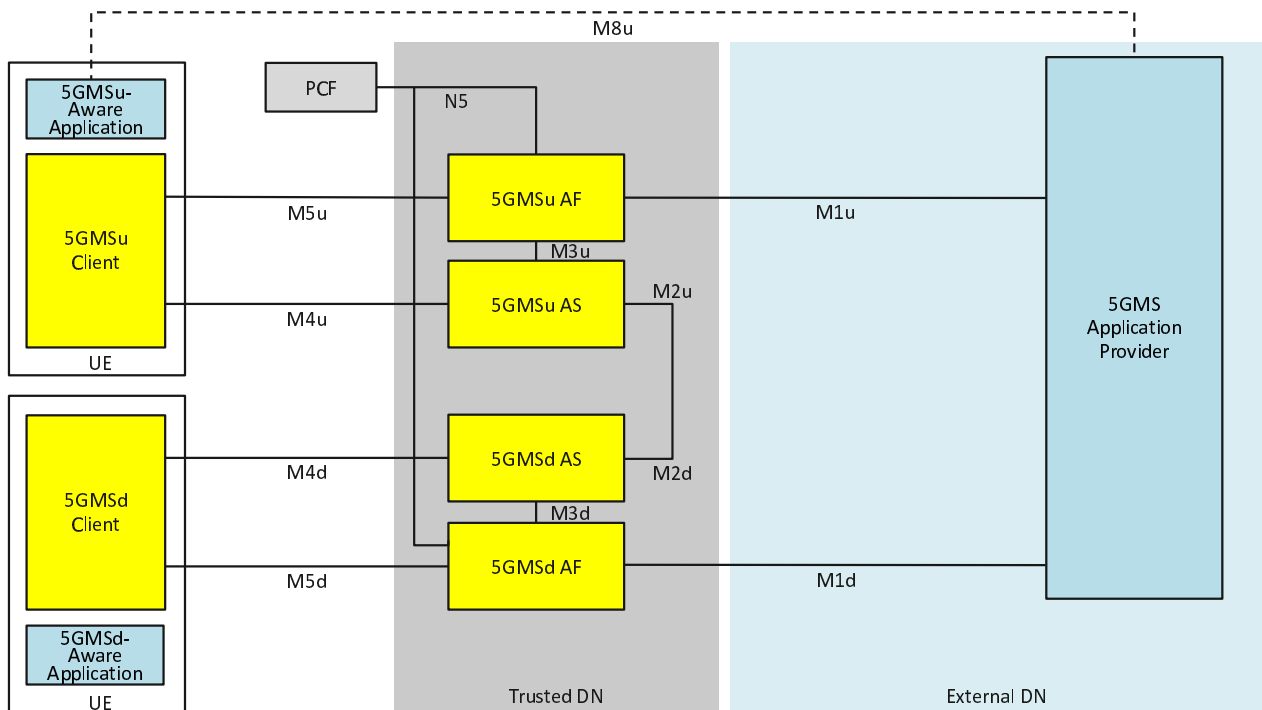 M8u
5GMSu-
Aware
Application
PCF
N5
5GMSu
Client
M5u
5GMSu AF
M1u
M3u
M4u
5GMSu AS
M2u
UE
5GMS
Application
Provider
5GMSd
Client
M4d
5GMSd AS
M2d
M3d
M5d
5GMSd AF
M1d
5GMSd-
Aware
Application
UE
Trusted DN
External DN